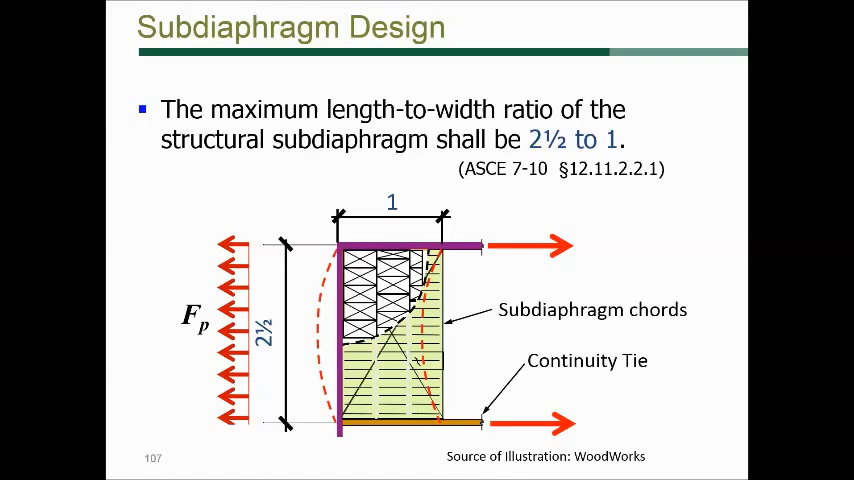 Subdiaphragm Design
The maximum length-to-width ratio of the
structural subdiaphragm shall be 2½ to 1.
(ASCE 7-10 §12.11.2.2.1)
1
Fp
2½
Subdiaphragm chords
Continuity Tie
107
Source of Illustration: WoodWorks